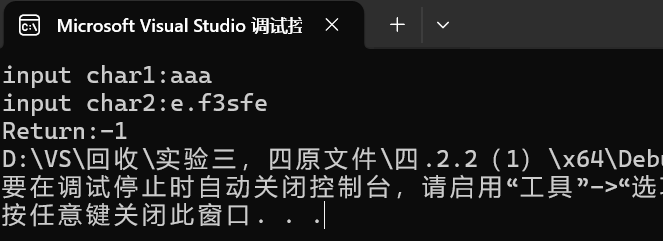 Microsoft Visual Studio 调试控
input char1:aaa
input char2:e.f3sfe
Return:-1
D:\VS\回收\实验三，四原文件\四.2.2（1）\x64\Debu
要在调试停止时自动关闭控制台，请启用“工具”->“选
按任意键关闭此窗口. . .